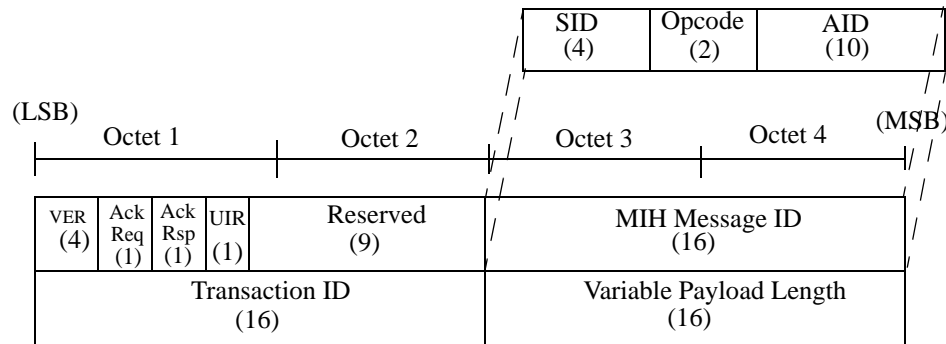 SID Opcode AID
(4) (2) (10)
(LSB) (MSB)
Octet 1 Octet 2 Octet 3 Octet 4
VER Ack Ack UIR Reserved MIH Message ID
(4) Req Rsp (1) (9) (16)
(1) (1)
Transaction ID Variable Payload Length
(16) (16)